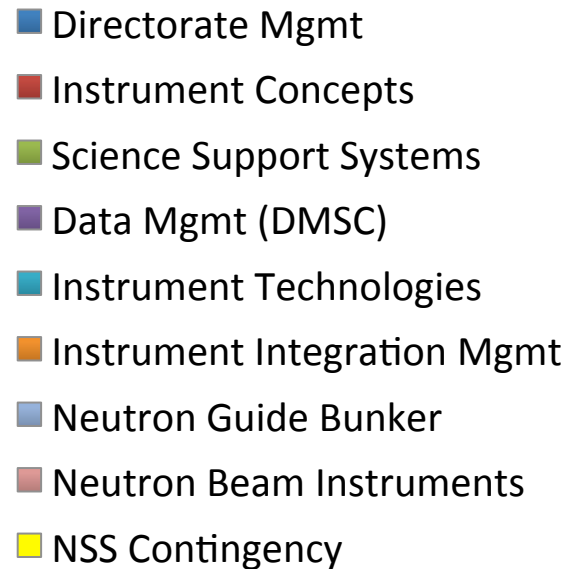 Directorate Mgmt
Instrument Concepts
Science Support Systems
Data Mgmt (DMSC)
Instrument Technologies
Instrument Integration Mgmt
Neutron Guide Bunker
Neutron Beam Instruments
NSS Contingency